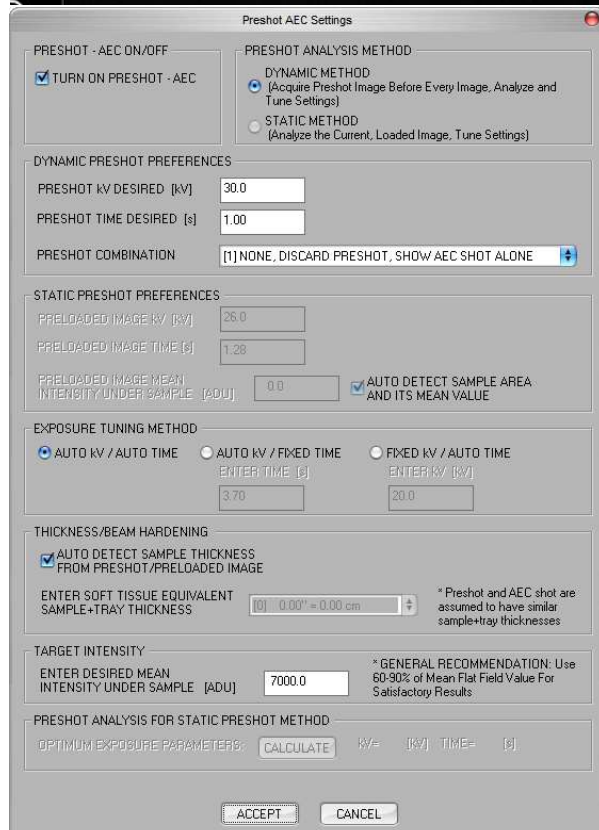 Preshot AEC Settings
PRESHOT - AEC ON/OFF
TURN ON PRESHOT - AEC
PRESHOT ANALYSIS METHOD
DYNAMIC METHOD
(Acquire Preshot Image Before Every Image, Analyze and
Tune Settings)
STATIC METHOD
(Analyze the Current, Loaded Image, Tune Settings)
DYNAMIC PRESHOT PREFERENCES
PRESHOT kV DESIRED [kV]
30.0
PRESHOT TIME DESIRED [s]
1.00
PRESHOT COMBINATION
[1] NONE, DISCARD PRESHOT, SHOW AEC SHOT ALONE
STATIC PRESHOT PREFERENCES
PRELOADED IMAGE kV [kV]
26.0
PRELOADED IMAGE TIME [s]
1.28
PRELOADED IMAGE MEAN
INTENSITY UNDER SAMPLE [ADU]
0.0
AUTO DETECT SAMPLE AREA
AND ITS MEAN VALUE
EXPOSURE TUNING METHOD
AUTO kV / AUTO TIME
AUTO kV / FIXED TIME
FIXED kV / AUTO TIME
ENTER TIME [s]
ENTER kV [kV]
3.70
20.0
THICKNESS/BEAM HARDENING
AUTO DETECT SAMPLE THICKNESS
FROM PRESHOT/PRELOADED IMAGE
ENTER SOFT TISSUE EQUIVALENT
SAMPLE+TRAY THICKNESS
[0] 0.00" = 0.00 cm
* Preshot and AEC shot are
assumed to have similar
sample+tray thicknesses
TARGET INTENSITY
ENTER DESIRED MEAN
INTENSITY UNDER SAMPLE [ADU]
7000.0
* GENERAL RECOMMENDATION: Use
60-90% of Mean Flat Field Value For
Satisfactory Results
PRESHOT ANALYSIS FOR STATIC PRESHOT METHOD
OPTIMUM EXPOSURE PARAMETERS:
CALCULATE
kV= [kV] TIME= [s]
ACCEPT
CANCEL